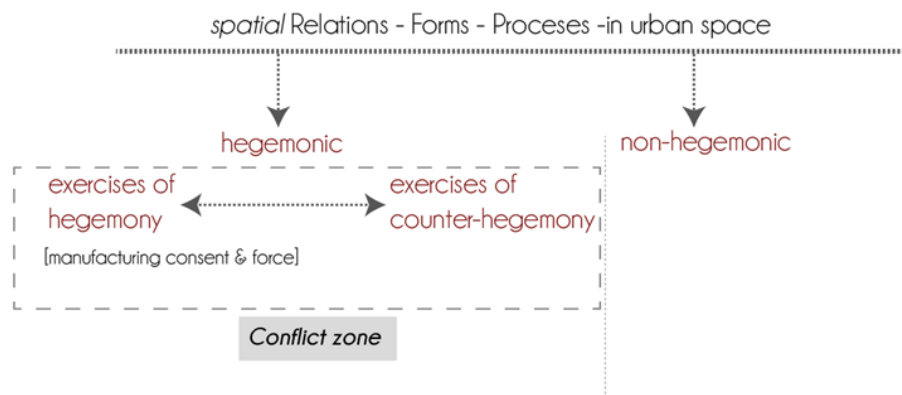 spatial Relations - Forms - Proceses -in urban space
hegemonic
non-hegemonic
exercises of
hegemony
[manufacturing consent & force]
exercises of
counter-hegemony
Conflict zone